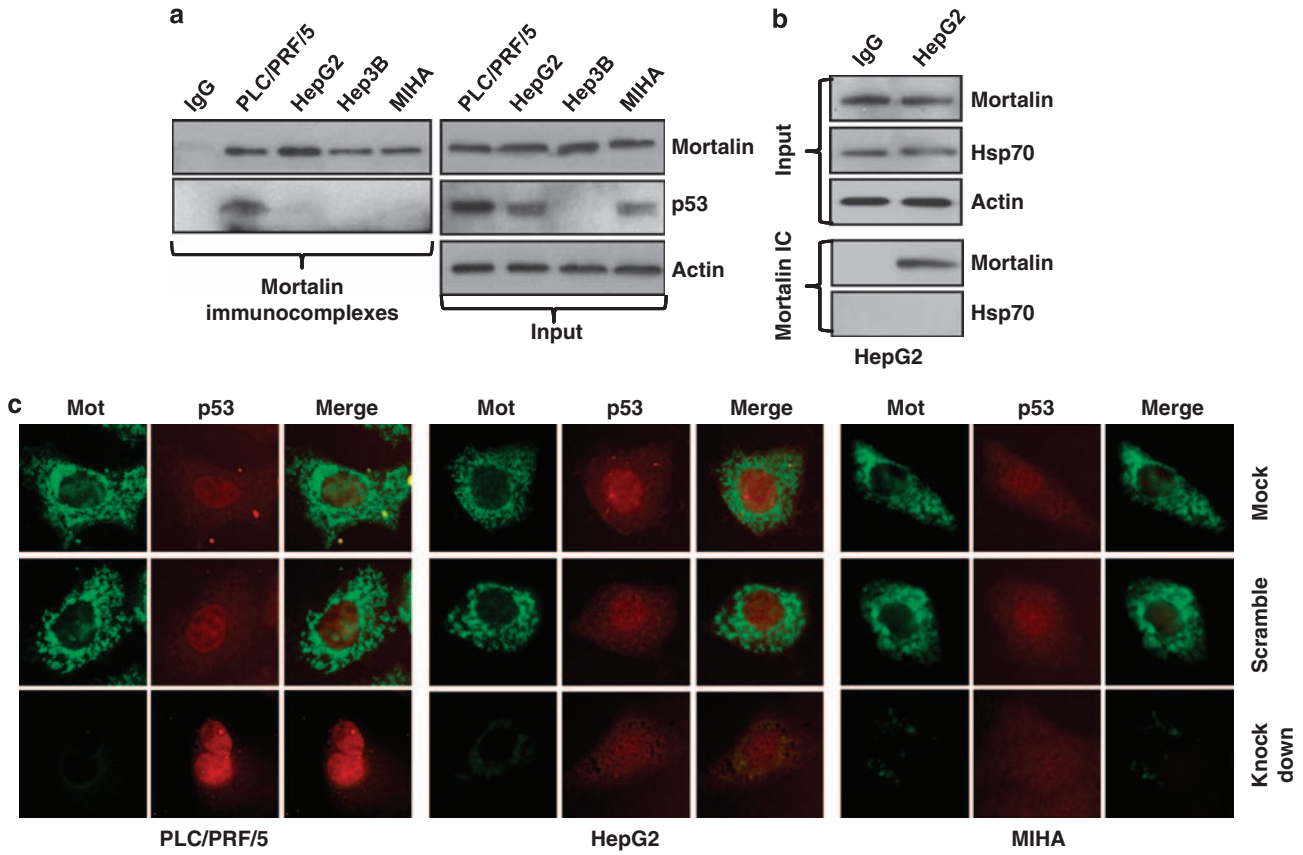 a
IgG
PLC/PRF/5
HepG2
Hep3B
MIHA
PLC/PRF/5
HepG2
Hep3B
MIHA
Mortalin
p53
Actin
Mortalin
immunocomplexes
Input
b
IgG
HepG2
Input
Mortalin
Hsp70
Actin
Mortalin IC
Mortalin
Hsp70
HepG2
c
Mot p53 Merge Mot p53 Merge Mot p53 Merge
Mock
Scramble
Knock
down
PLC/PRF/5 HepG2 MIHA